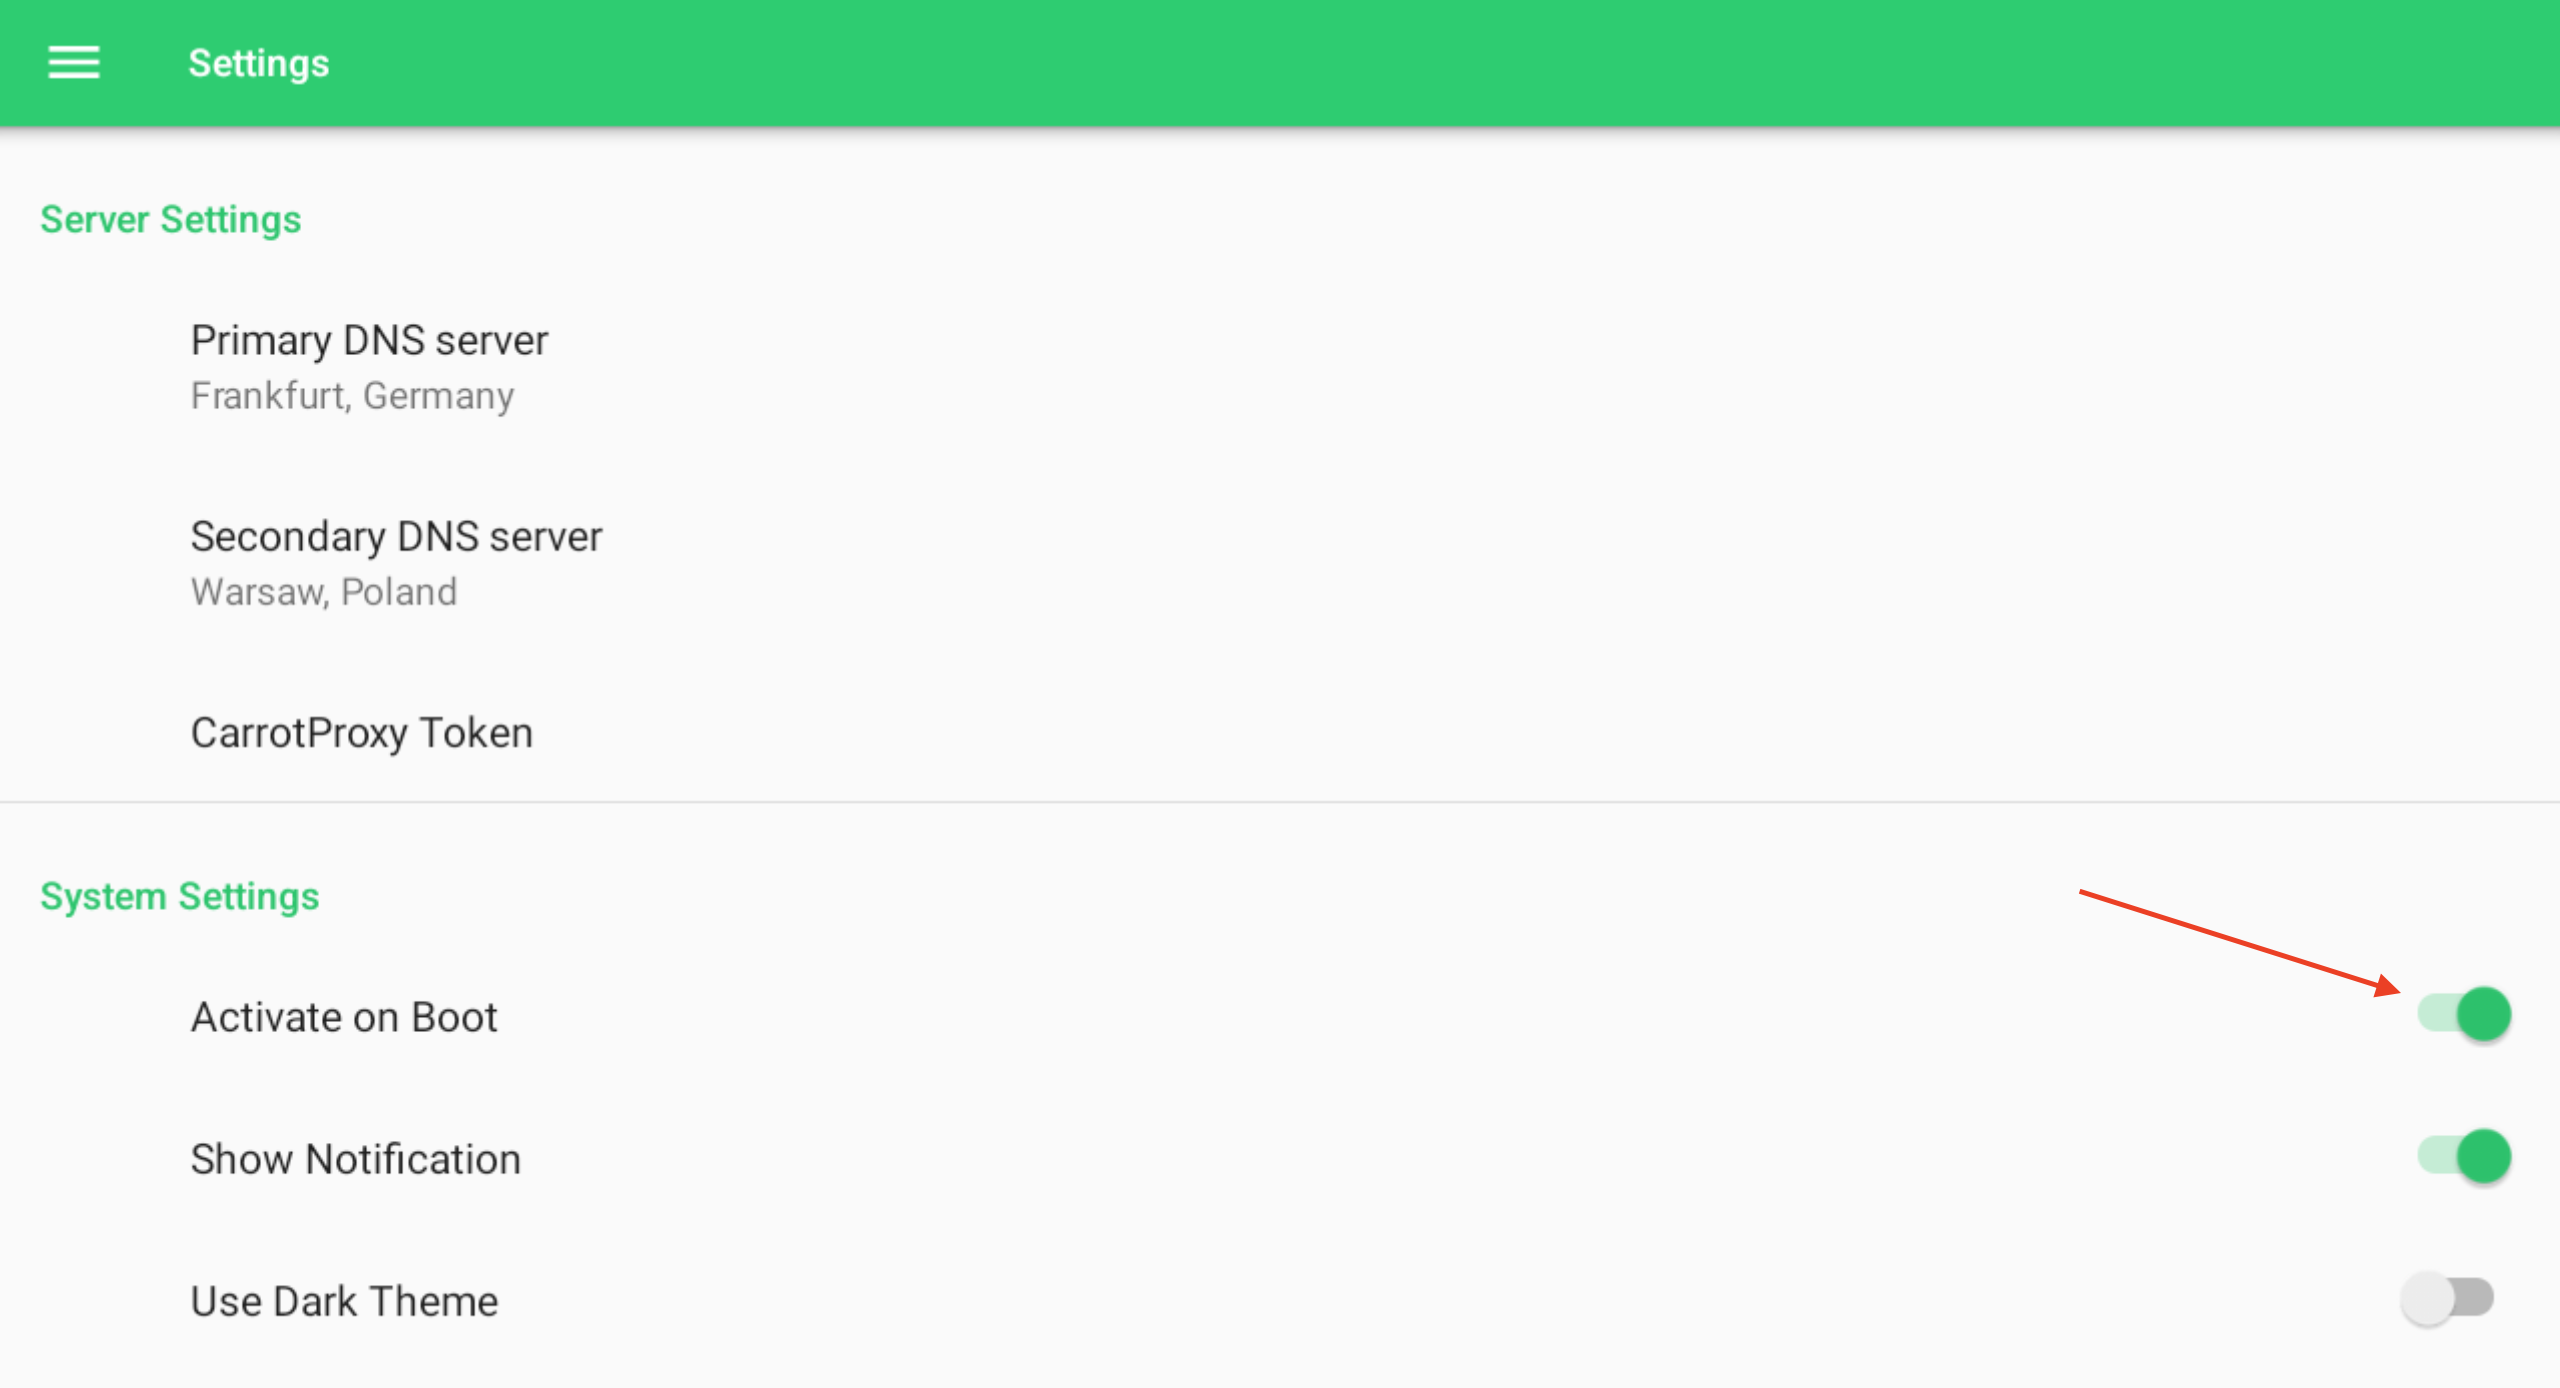 Settings
Server Settings
Primary DNS server
Frankfurt, Germany
Secondary DNS server
Warsaw, Poland
CarrotProxy Token
System Settings
Activate on Boot
Show Notification
Use Dark Theme